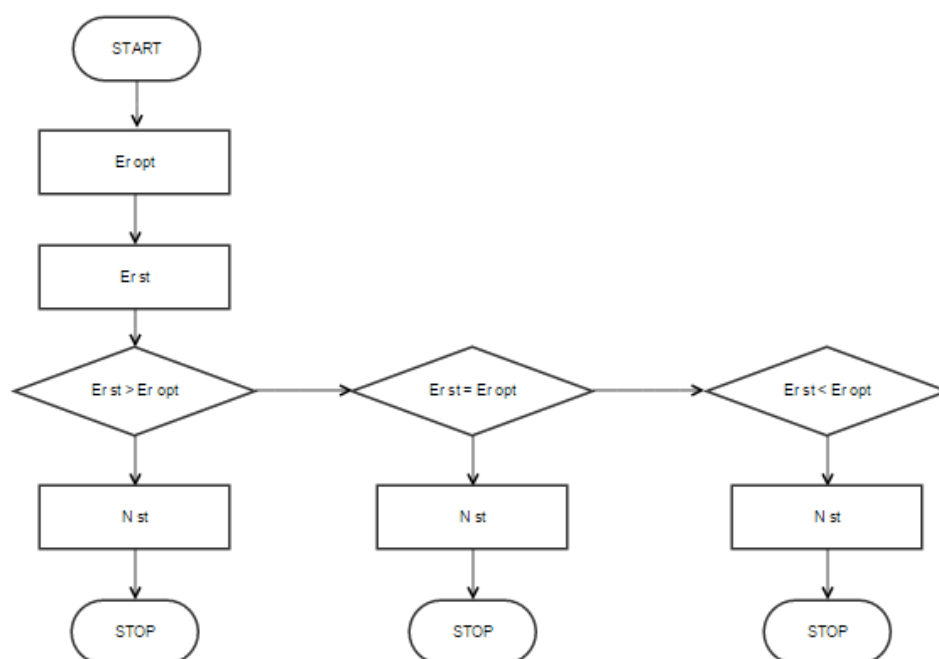 START
Er opt
Er st
Er st > Er opt
Er st = Er opt
Er st < Er opt
N st
N st
N st
STOP
STOP
STOP